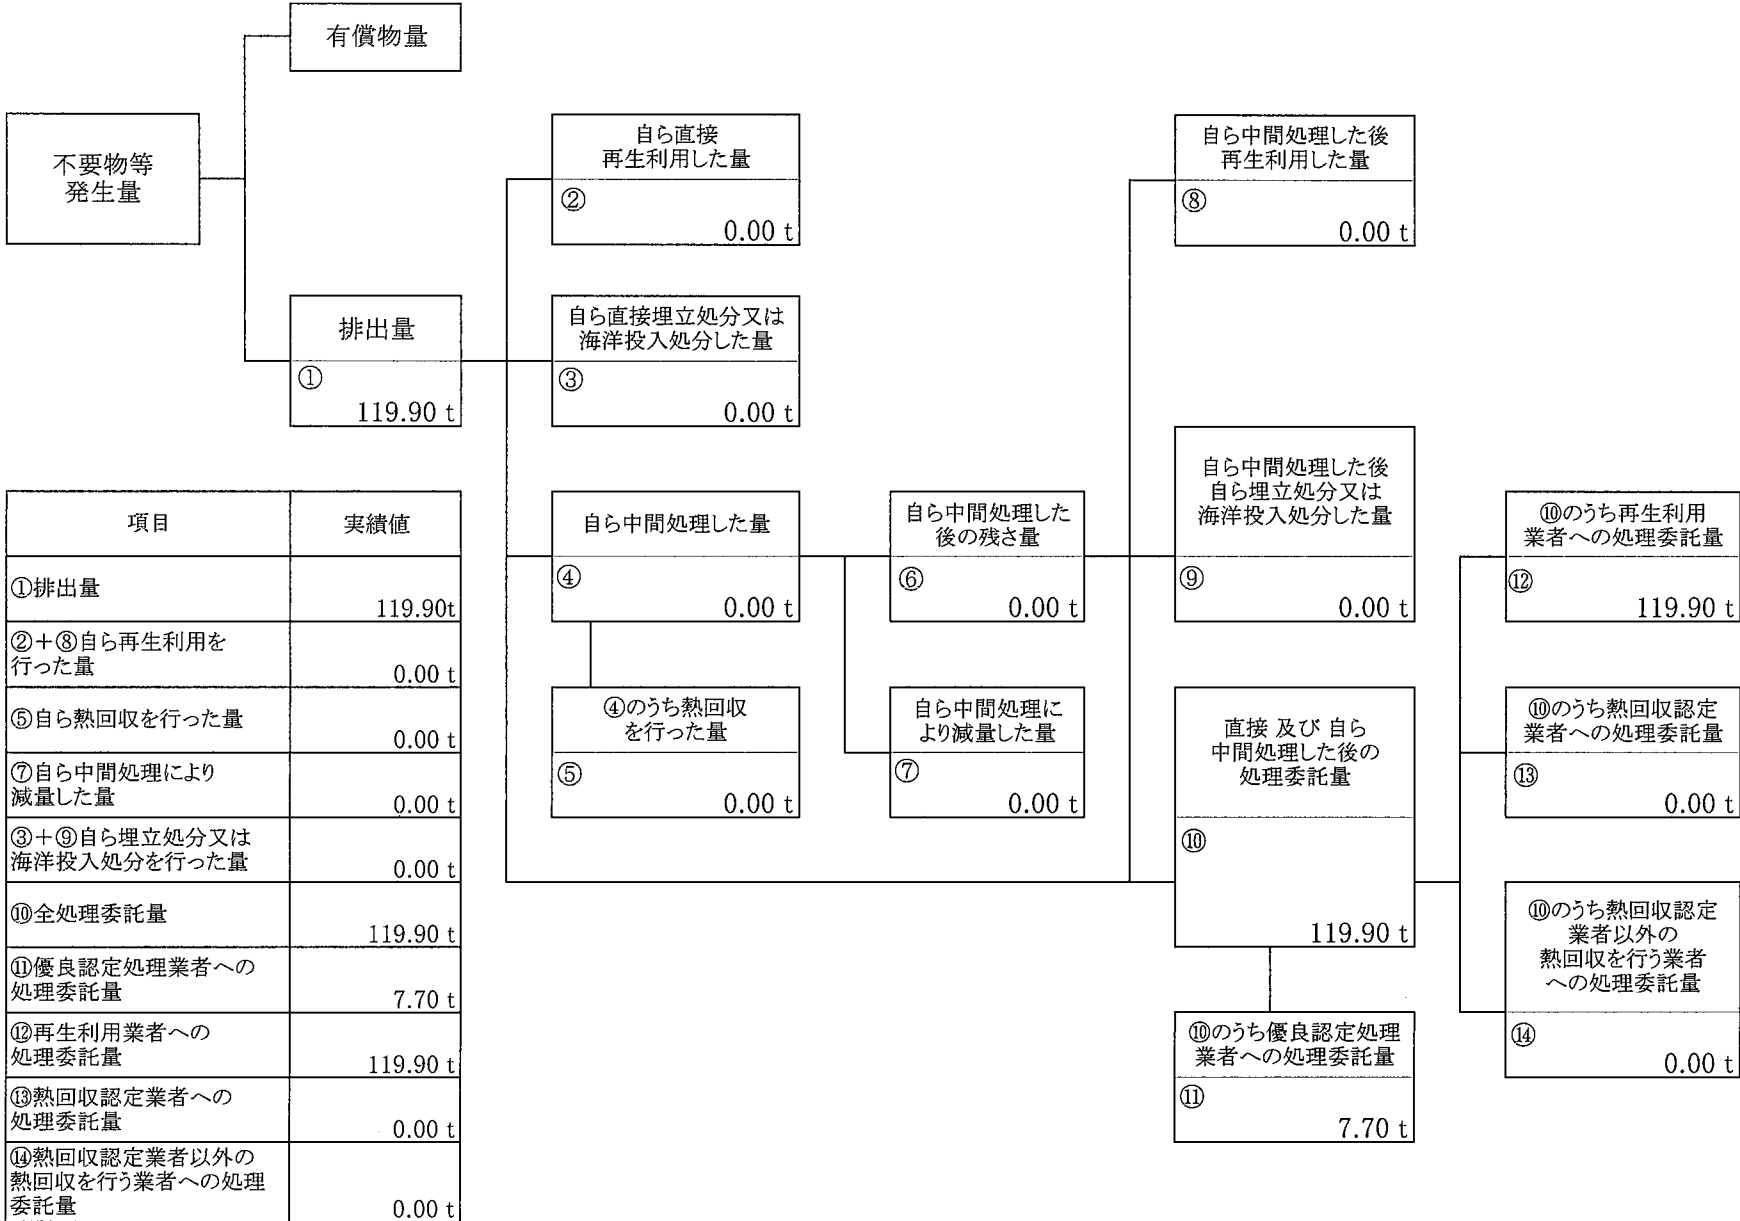 有償物量
不要物等
発生量
排出量
①
119.90 t
自ら直接
再生利用した量
②
0.00 t
自ら直接埋立処分又は
海洋投入処分した量
③
0.00 t
自ら中間処理した量
④
0.00 t
④のうち熱回収
を行った量
⑤
0.00 t
自ら中間処理した
後の残さ量
⑥
0.00 t
自ら中間処理に
より減量した量
⑦
0.00 t
自ら中間処理した後
再生利用した量
⑧
0.00 t
自ら中間処理した後
自ら埋立処分又は
海洋投入処分した量
⑨
0.00 t
直接 及び 自ら
中間処理した後の
処理委託量
⑩
119.90 t
⑩のうち優良認定処理
業者への処理委託量
⑪
7.70 t
⑩のうち再生利用
業者への処理委託量
⑫
119.90 t
⑩のうち熱回収認定
業者への処理委託量
⑬
0.00 t
⑩のうち熱回収認定
業者以外の
熱回収を行う業者
への処理委託量
⑭
0.00 t
項目 実績値
①排出量
119.90t
②+⑧自ら再生利用を
行った量
0.00 t
⑤自ら熱回収を行った量
0.00 t
⑦自ら中間処理により
減量した量
0.00 t
③+⑨自ら埋立処分又は
海洋投入処分を行った量
0.00 t
⑩全処理委託量
119.90 t
⑪優良認定処理業者への
処理委託量
7.70 t
⑫再生利用業者への
処理委託量
119.90 t
⑬熱回収認定業者への
処理委託量
0.00 t
⑭熱回収認定業者以外の
熱回収を行う業者への処理
委託量
0.00 t